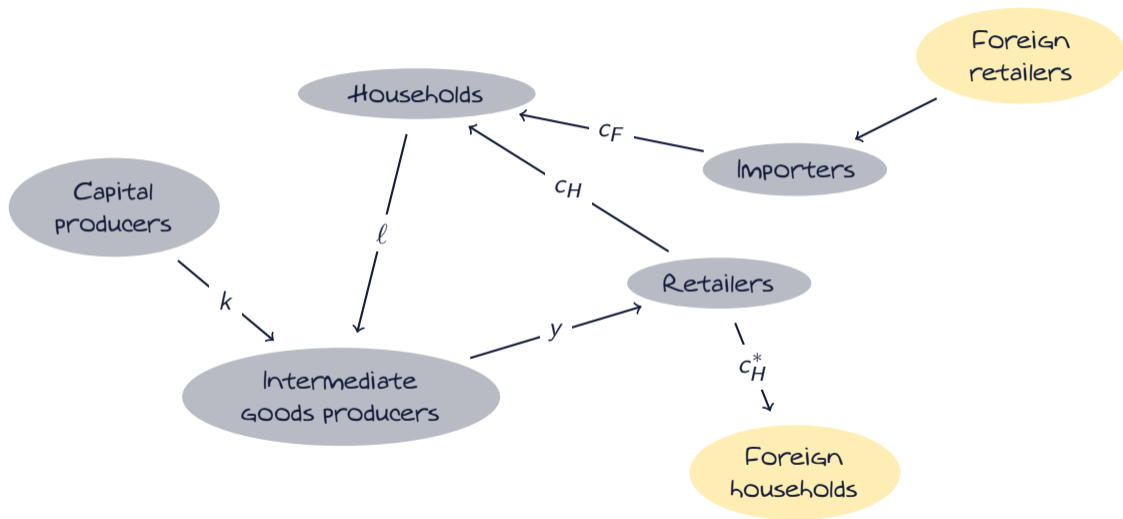 Foreign
retailers
Households
c_F
Importers
Capital
producers
c_H
ℓ
Retailers
k
y
c_H^*
Intermediate
goods producers
Foreign
households